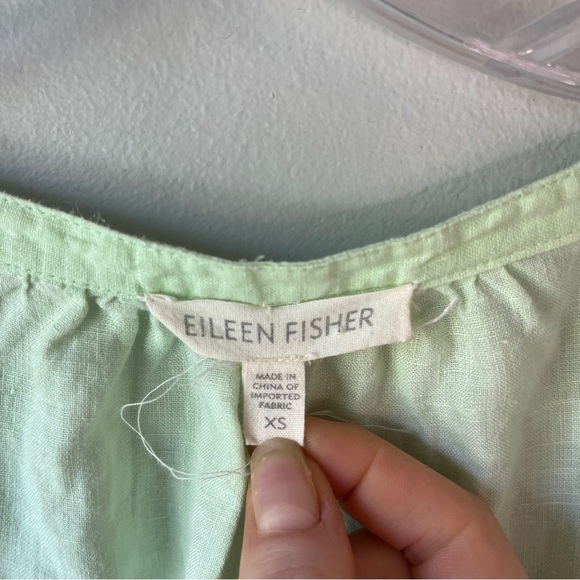 EILEEN FISHER
MADE IN
CHINA OF
IMPORTED
FABRIC
XS